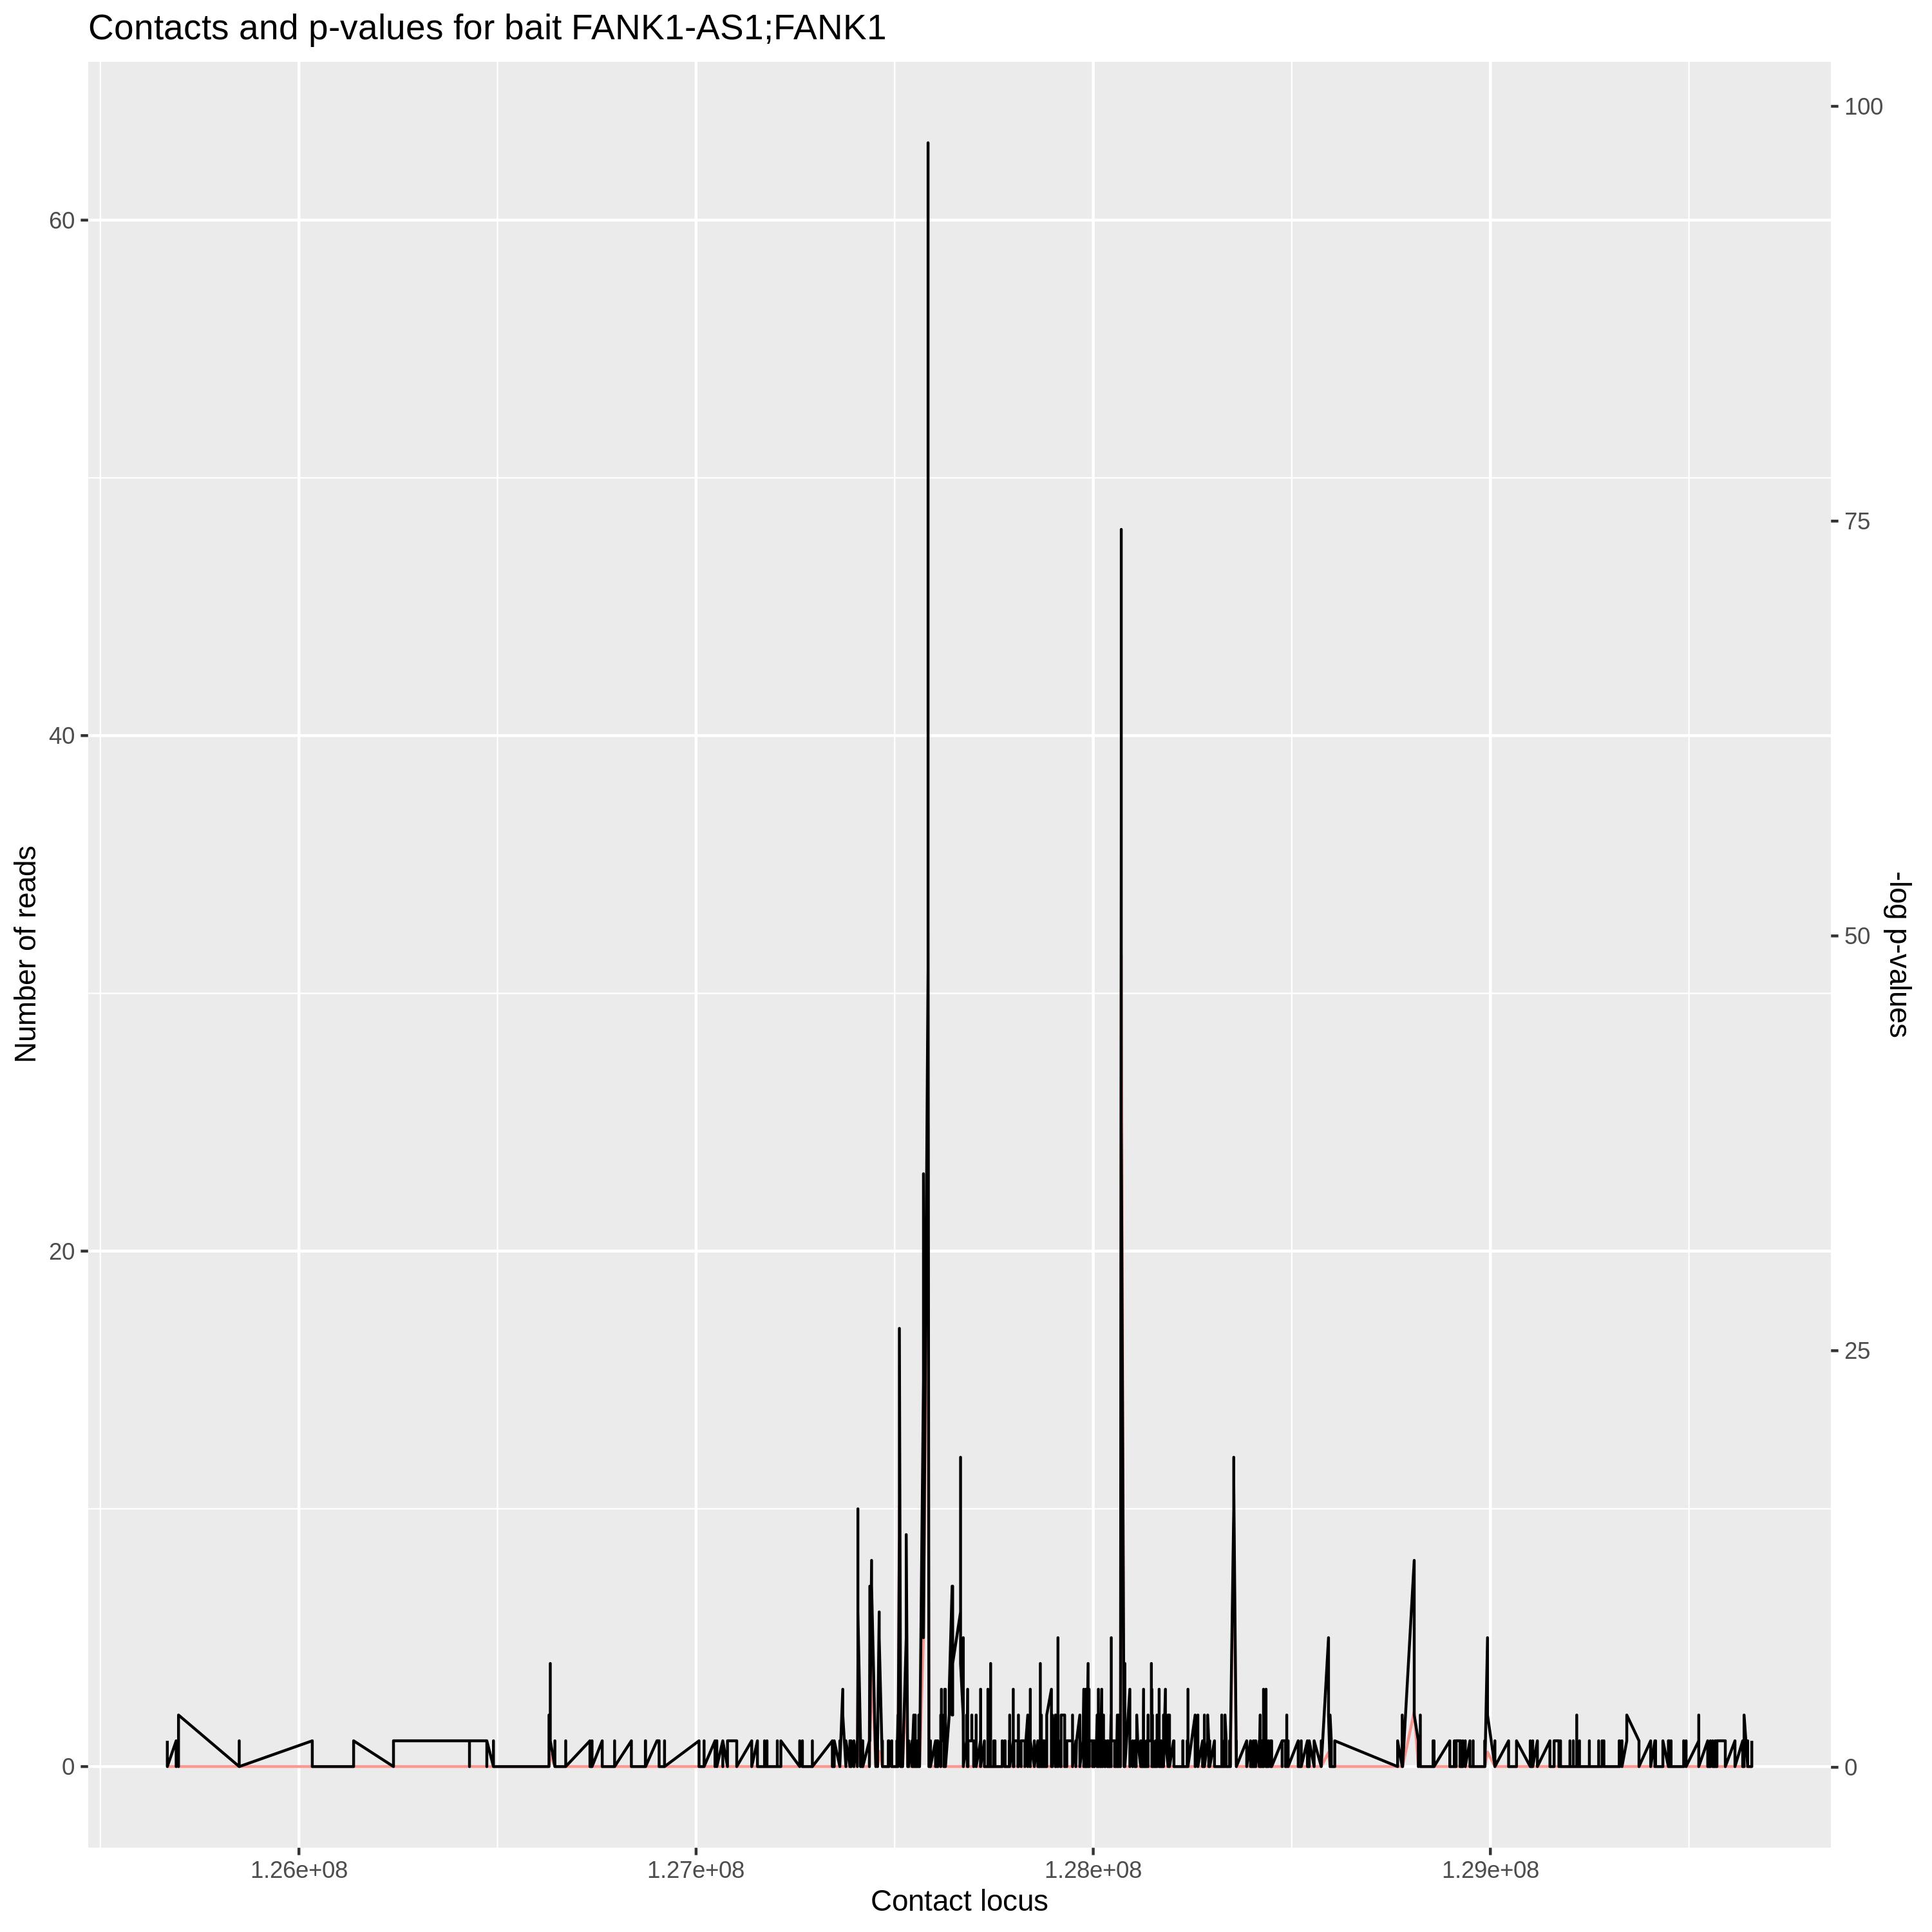 Contacts and p-values for bait FANK1-AS1;FANK1
Number of reads
60
40
20
0
100
75
50
25
0
-log p-values
1.26e+08
1.27e+08
1.28e+08
1.29e+08
Contact locus